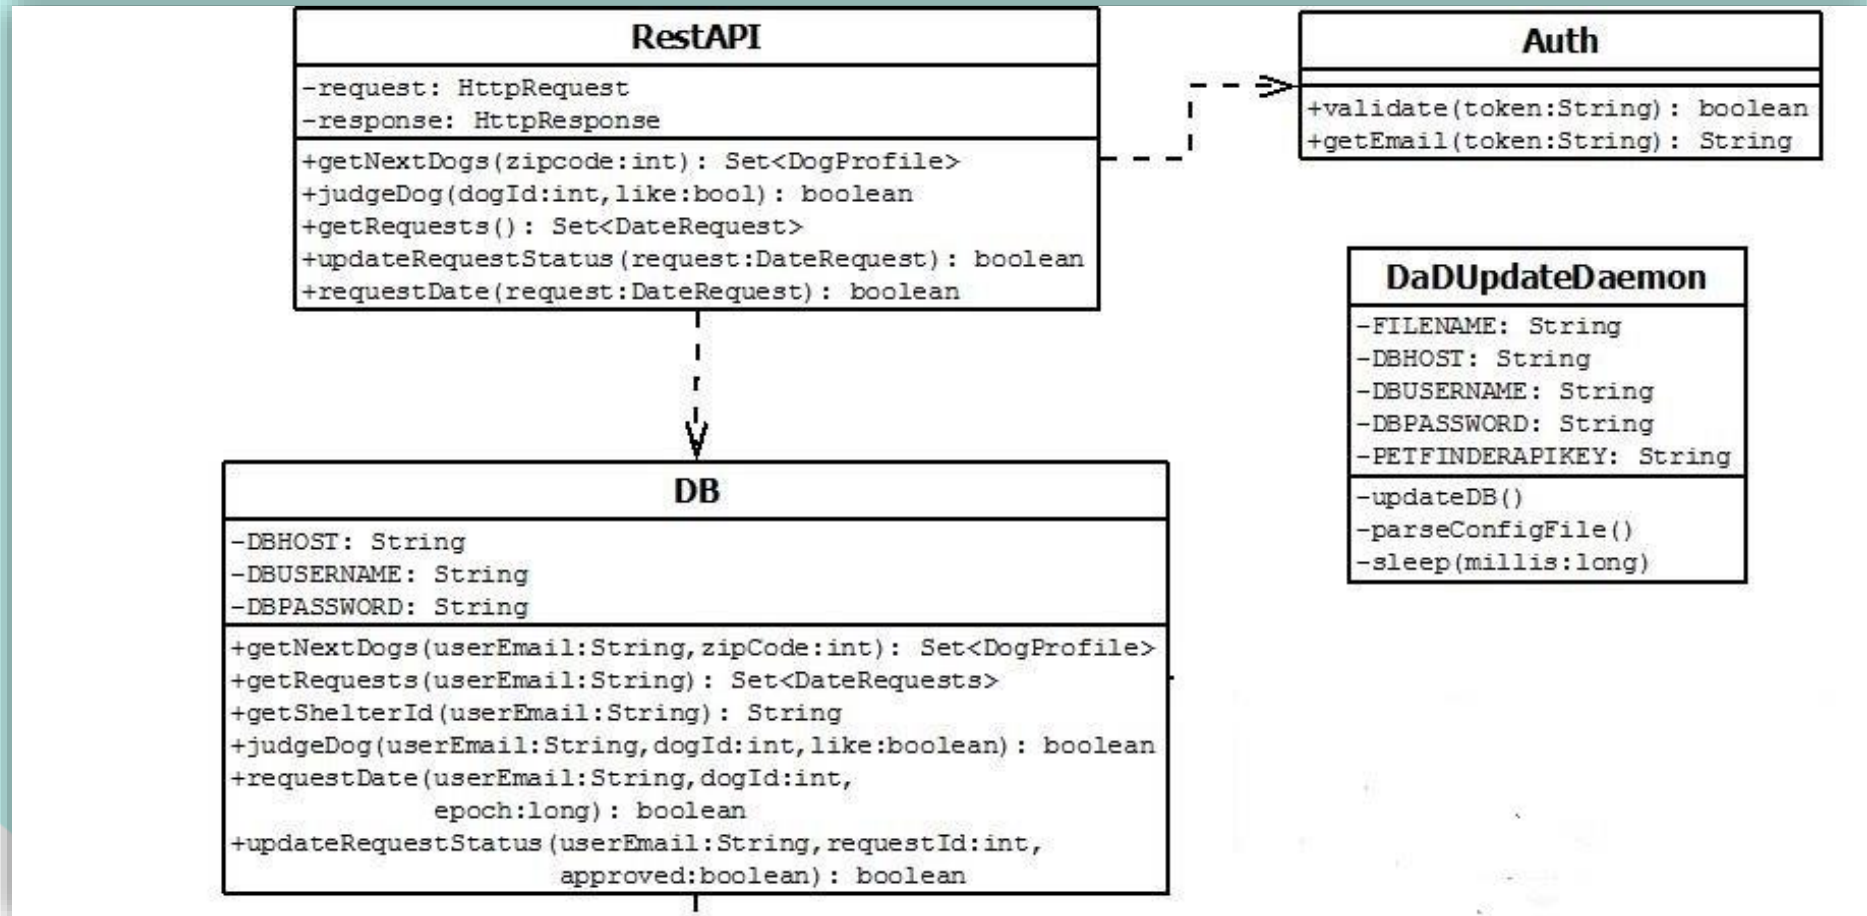 RestAPI
-request: HttpRequest
-response: HttpResponse
+getNextDogs(zipcode:int): Set<DogProfile>
+judgeDog(dogId:int,like:bool): boolean
+getRequests(): Set<DateRequest>
+updateRequestStatus(request:DateRequest): boolean
+requestDate(request:DateRequest): boolean
Auth
+validate(token:String): boolean
+getEmail(token:String): String
DaDUpdateDaemon
-FILENAME: String
-DBHOST: String
-DBUSERNAME: String
-DBPASSWORD: String
-PETFINDERAPIKEY: String
-updateDB()
-parseConfigFile()
-sleep(millis:long)
DB
-DBHOST: String
-DBUSERNAME: String
-DBPASSWORD: String
+getNextDogs(userEmail:String,zipCode:int): Set<DogProfile>
+getRequests(userEmail:String): Set<DateRequests>
+getShelterId(userEmail:String): String
+judgeDog(userEmail:String,dogId:int,like:boolean): boolean
+requestDate(userEmail:String,dogId:int,
epoch:long): boolean
+updateRequestStatus(userEmail:String,requestId:int,
approved:boolean): boolean